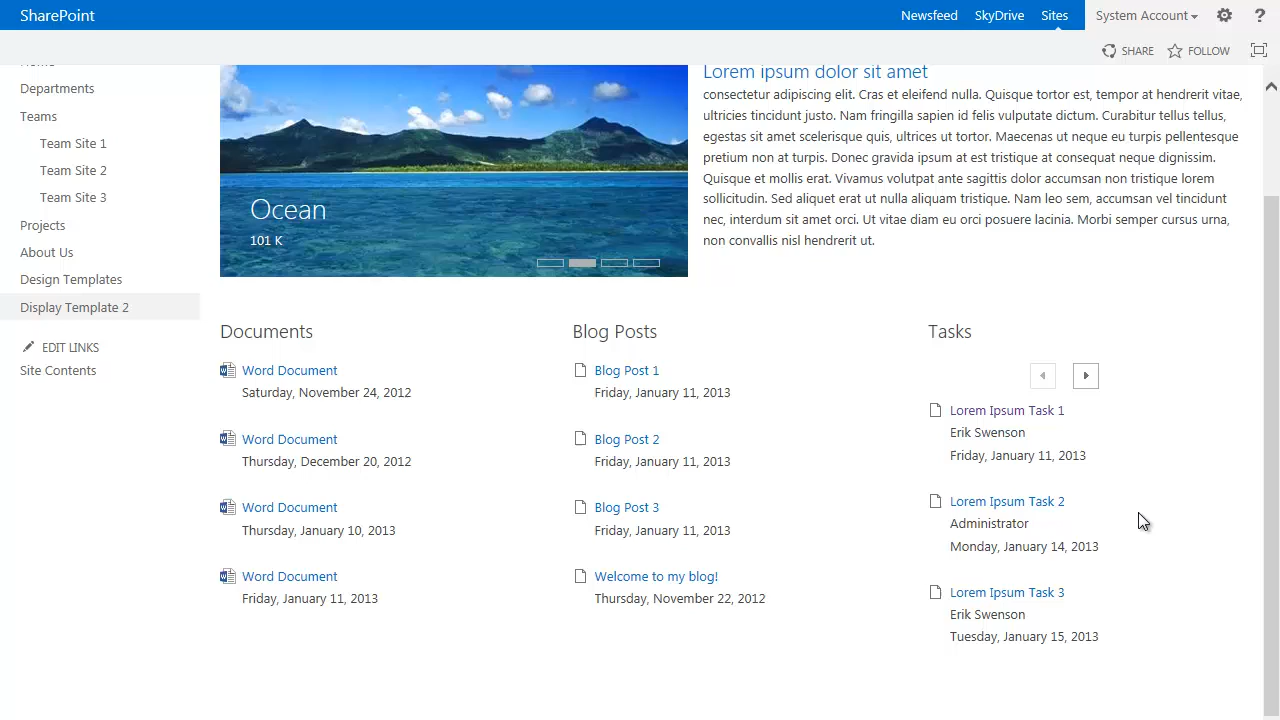 SharePoint
Newsfeed SkyDrive Sites System Account ?
SHARE FOLLOW
Departments
Teams
Team Site 1
Team Site 2
Team Site 3
Projects
About Us
Design Templates
Display Template 2
EDIT LINKS
Site Contents
Ocean
101 K
Lorem ipsum dolor sit amet
consectetur adipiscing elit. Cras et eleifend nulla. Quisque tortor est, tempor at hendrerit vitae,
ultricies tincidunt justo. Nam fringilla sapien id felis vulputate dictum. Curabitur tellus tellus,
egestas sit amet scelerisque quis, ultrices ut tortor. Maecenas ut neque eu turpis pellentesque
pretium non at turpis. Donec gravida ipsum at est tristique at consequat neque dignissim.
Quisque et mollis erat. Vivamus volutpat ante sagittis dolor accumsan non tristique lorem
sollicitudin. Sed aliquet erat ut nulla aliquam tristique. Nam leo sem, accumsan vel tincidunt
nec, interdum sit amet orci. Ut vitae diam eu orci posuere lacinia. Morbi semper cursus urna,
non convallis nisl hendrerit ut.
Documents
Word Document
Saturday, November 24, 2012
Word Document
Thursday, December 20, 2012
Word Document
Thursday, January 10, 2013
Word Document
Friday, January 11, 2013
Blog Posts
Blog Post 1
Friday, January 11, 2013
Blog Post 2
Friday, January 11, 2013
Blog Post 3
Friday, January 11, 2013
Welcome to my blog!
Thursday, November 22, 2012
Tasks
Lorem Ipsum Task 1
Erik Swenson
Friday, January 11, 2013
Lorem Ipsum Task 2
Administrator
Monday, January 14, 2013
Lorem Ipsum Task 3
Erik Swenson
Tuesday, January 15, 2013